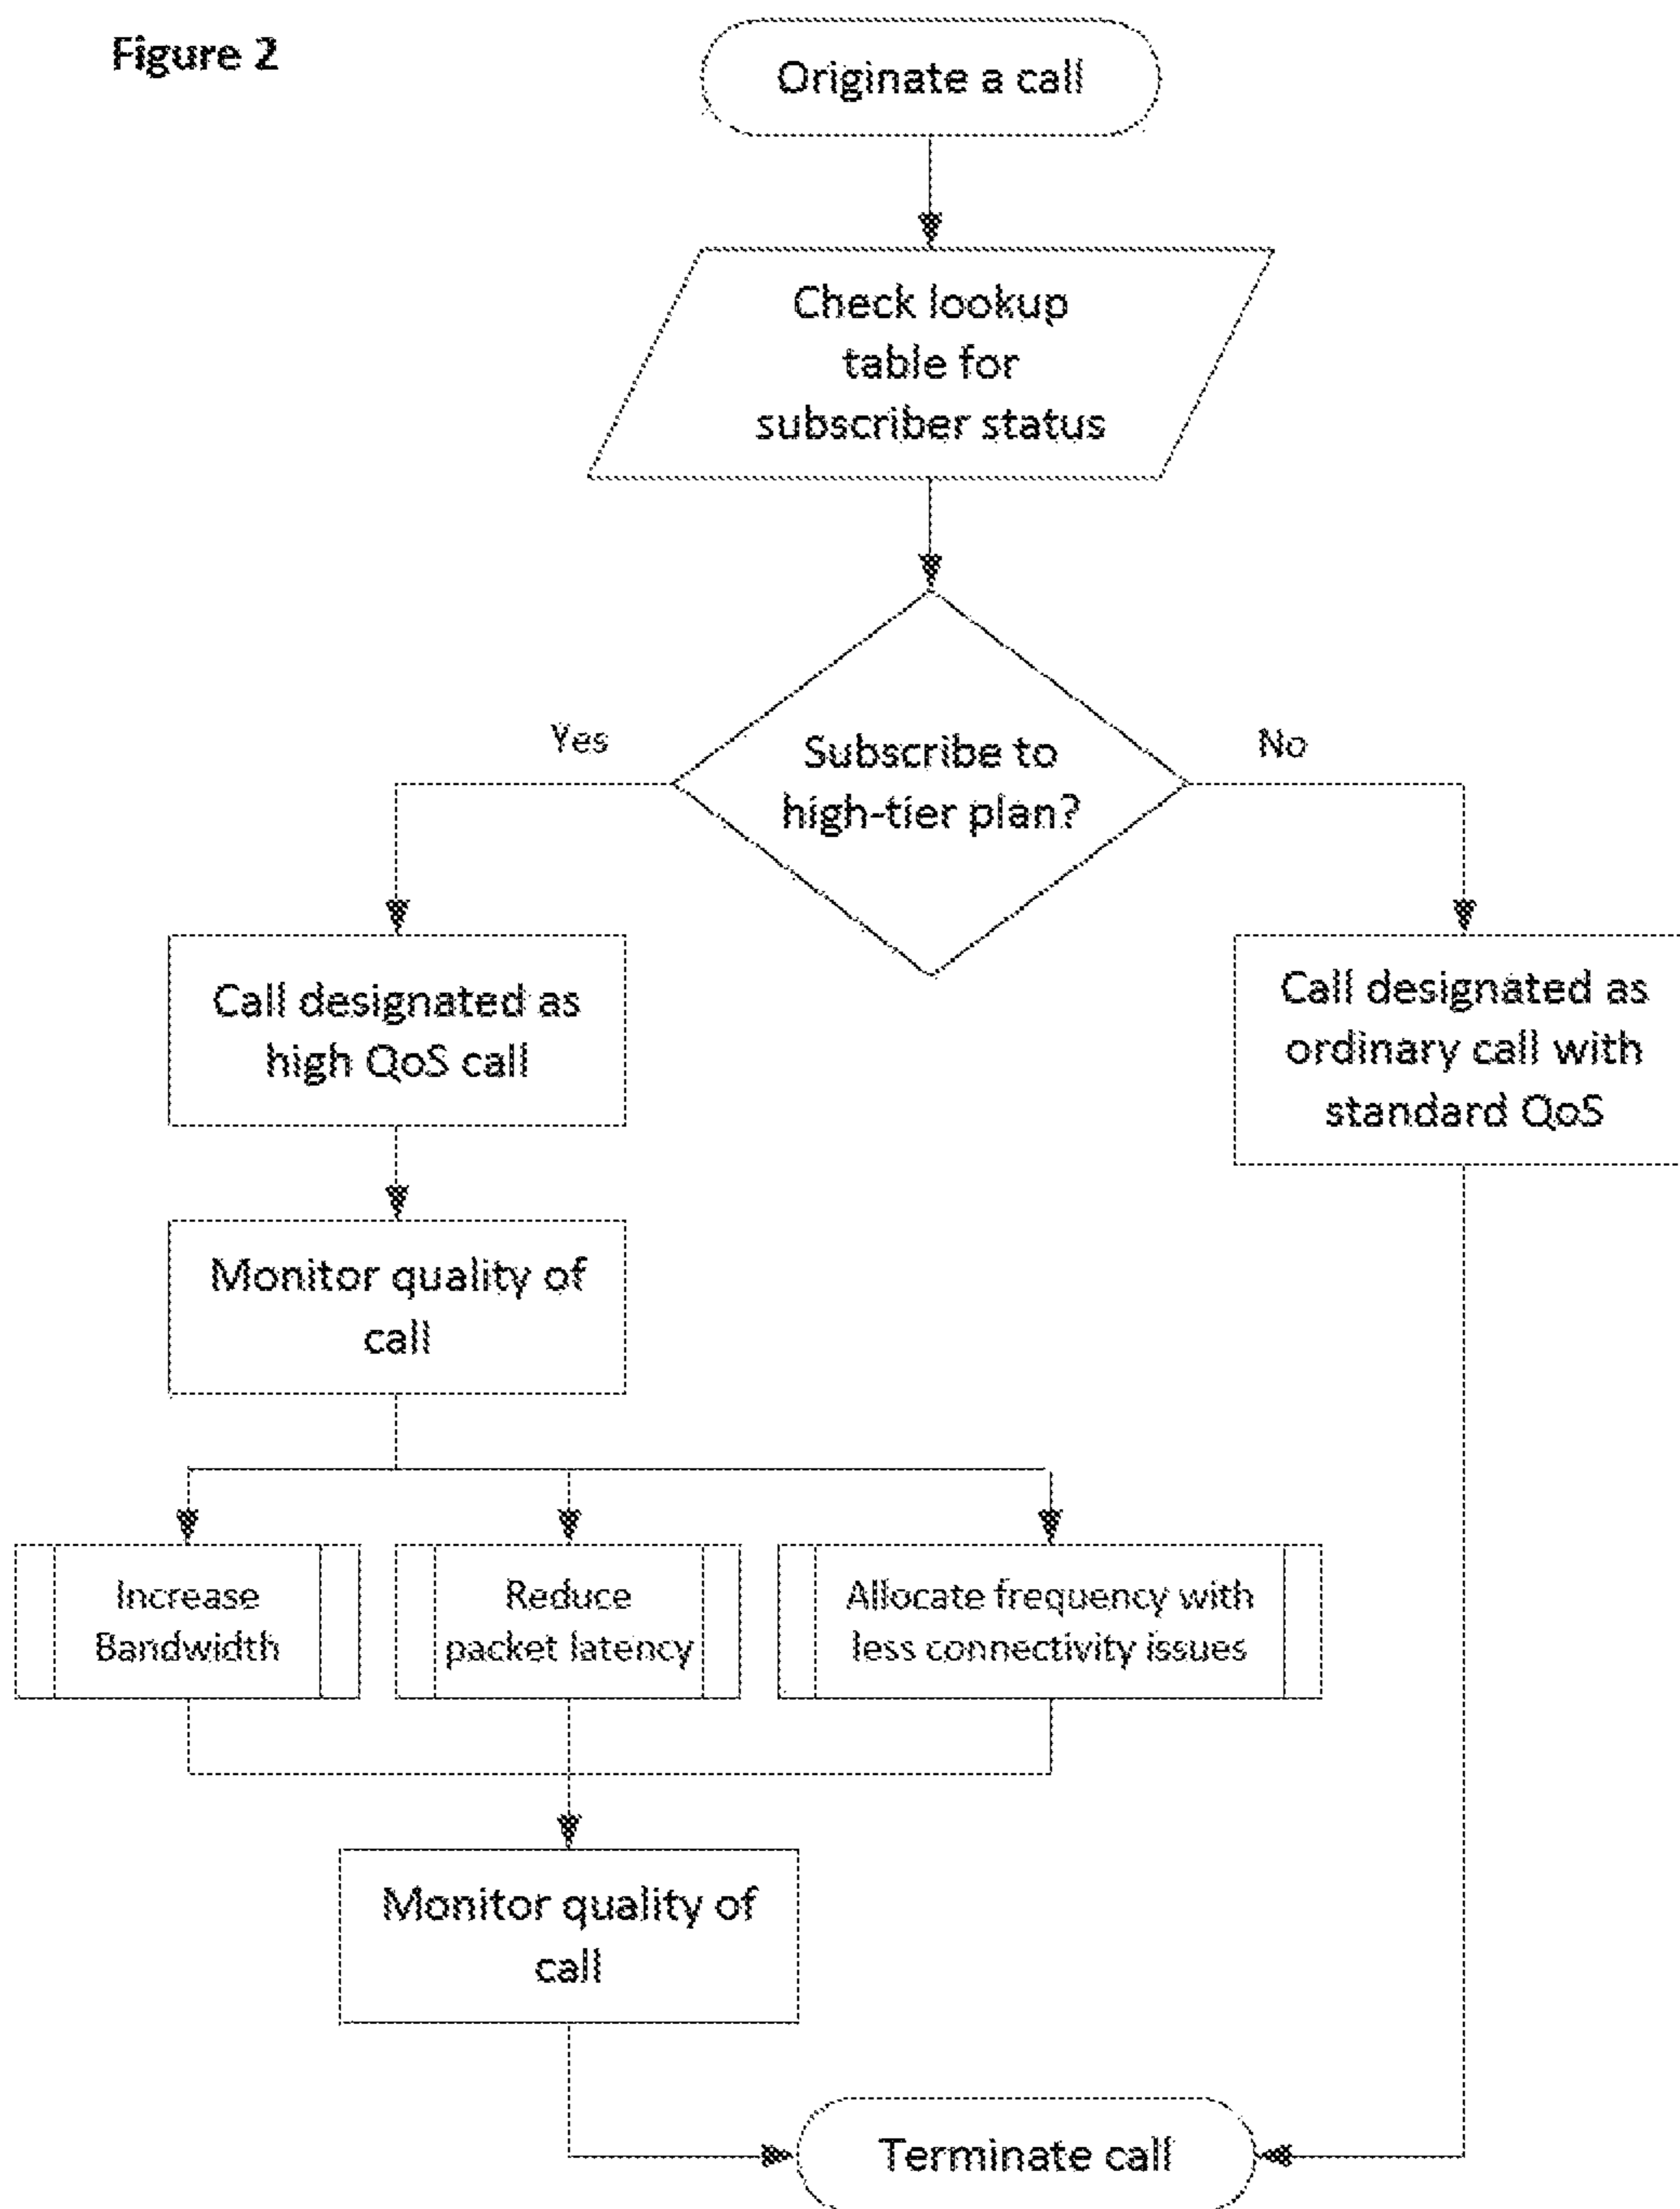 Figure 2
Originate a call
Check lookup
table for
subscriber status
Subscribe to
high-tier plan?
Yes
No
Call designated as
high QoS call
Call designated as
ordinary call with
standard QoS
Monitor quality of
call
Increase
Bandwidth
Reduce
packet latency
Allocate frequency with
less connectivity issues
Monitor quality of
call
Terminate call